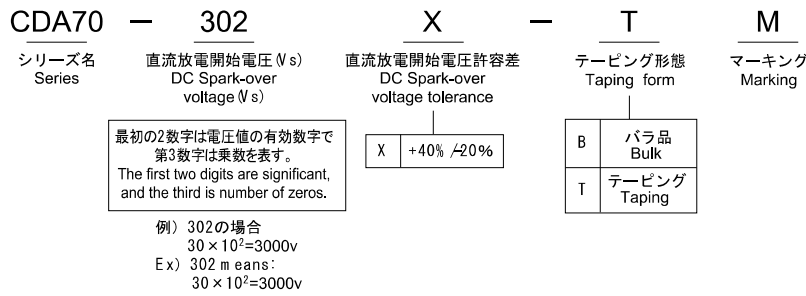 CDA70 － 302 X － T M
シリーズ名
Series
直流放電開始電圧(Vs)
DC Spark-over
voltage(Vs)
直流放電開始電圧許容差
DC Spark-over
voltage tolerance
テーピング形態
Taping form
マーキング
Marking
最初の2数字は電圧値の有効数字で
第3数字は乗数を表す。
The first two digits are significant,
and the third is number of zeros.
X +40% /-20%
B バラ品
Bulk
T テーピング
Taping
例) 302の場合
30×10²=3000v
Ex) 302 means:
30×10²=3000v